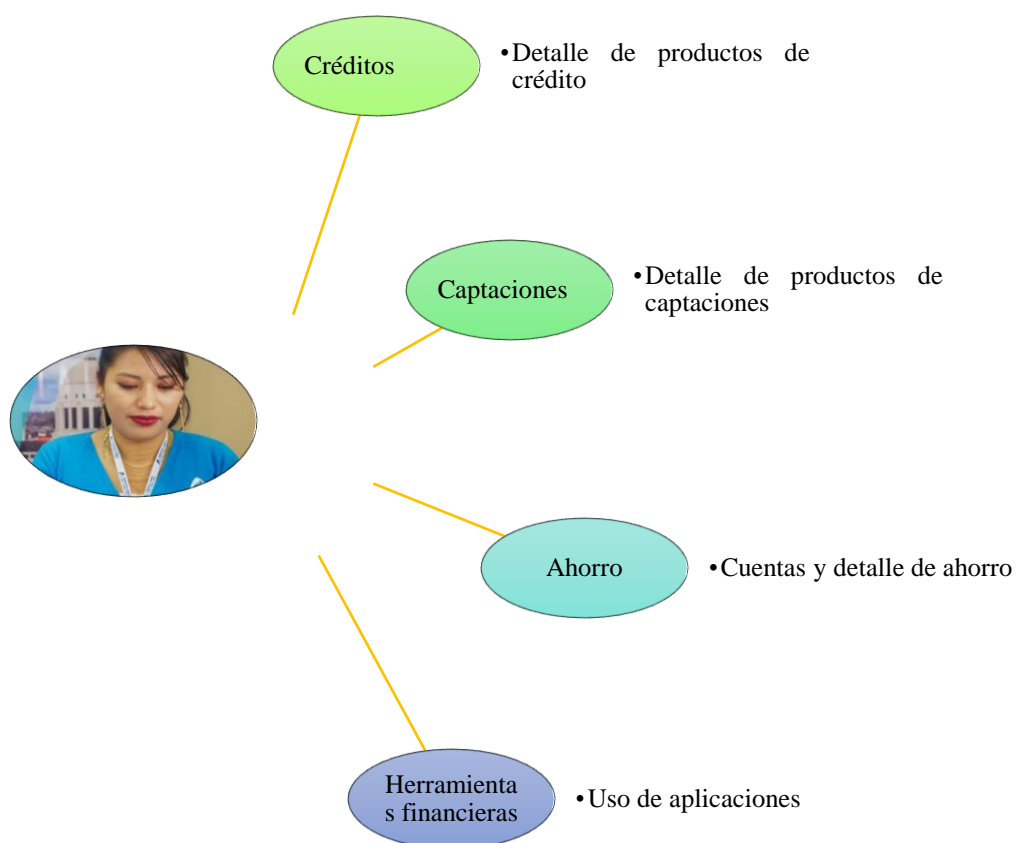 Créditos
•Detalle de productos de
crédito
Captaciones
•Detalle de productos de
captaciones
Ahorro
•Cuentas y detalle de ahorro
Herramienta
s financieras
•Uso de aplicaciones